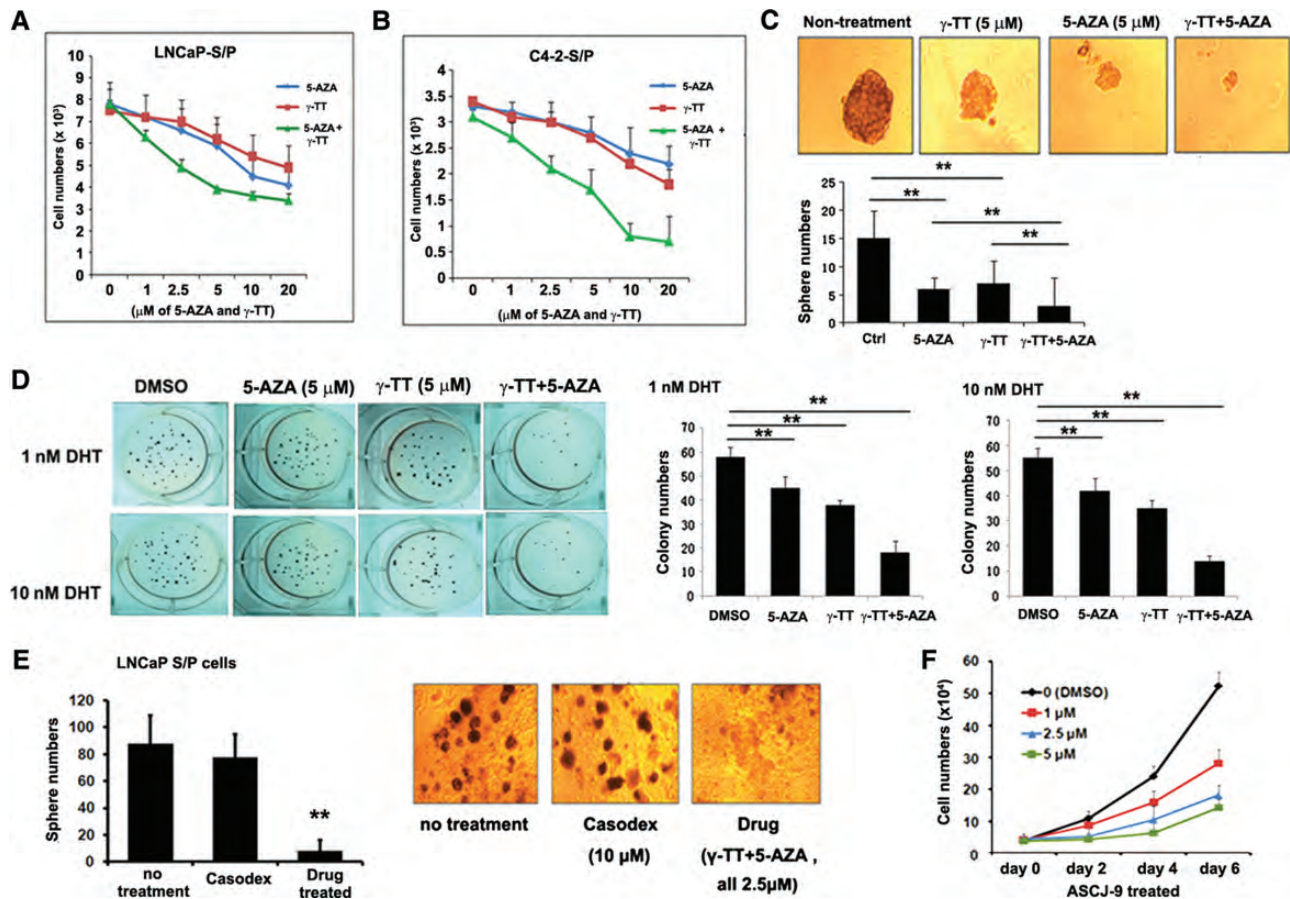 A
LNCaP-S/P
Cell numbers (x 10³)
9
8
7
6
5
4
3
2
1
0
5-AZA
γ-TT
5-AZA +
γ-TT
0 1 2.5 5 10 20
(μM of 5-AZA and γ-TT)
B
C4-2-S/P
Cell numbers (x 10³)
4
3.5
3
2.5
2
1.5
1
0.5
0
5-AZA
γ-TT
5-AZA +
γ-TT
0 1 2.5 5 10 20
(μM of 5-AZA and γ-TT)
C
Non-treatment γ-TT (5 μM) 5-AZA (5 μM) γ-TT+5-AZA
Sphere numbers
25
20
15
10
5
0
**
**
**
**
Ctrl 5-AZA γ-TT γ-TT+5-AZA
D
DMSO 5-AZA (5 μM) γ-TT (5 μM) γ-TT+5-AZA
1 nM DHT
10 nM DHT
1 nM DHT
Colony numbers
70
60
50
40
30
20
10
0
**
**
**
DMSO 5-AZA γ-TT γ-TT+5-AZA
10 nM DHT
Colony numbers
70
60
50
40
30
20
10
0
**
**
**
DMSO 5-AZA γ-TT γ-TT+5-AZA
E
LNCaP S/P cells
Sphere numbers
120
100
80
60
40
20
0
**
no treatment
Casodex
Drug treated
no treatment
Casodex
(10 μM)
Drug
(γ-TT+5-AZA ,
all 2.5μM)
F
Cell numbers (x10⁴)
60
50
40
30
20
10
0
0 (DMSO)
1 μM
2.5 μM
5 μM
day 0 day 2 day 4 day 6
ASCJ-9 treated